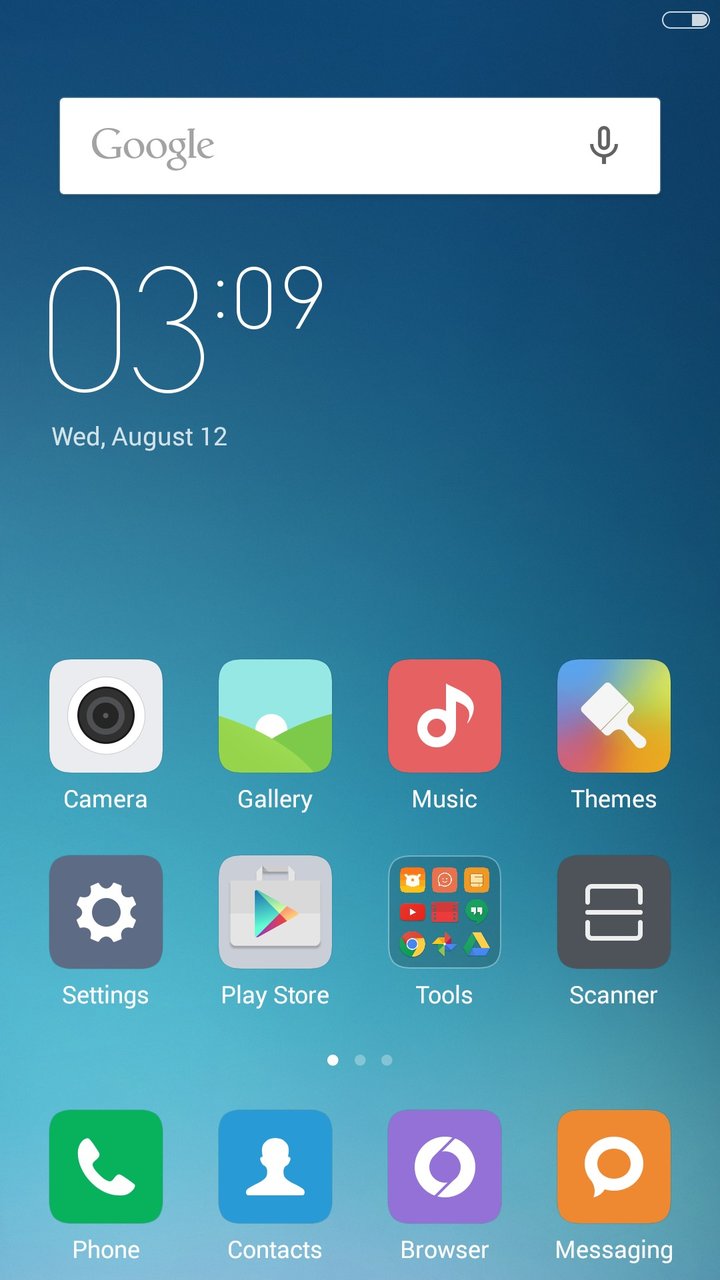 Google
03:09
Wed, August 12
Camera
Gallery
Music
Themes
Settings
Play Store
Tools
Scanner
Phone
Contacts
Browser
Messaging